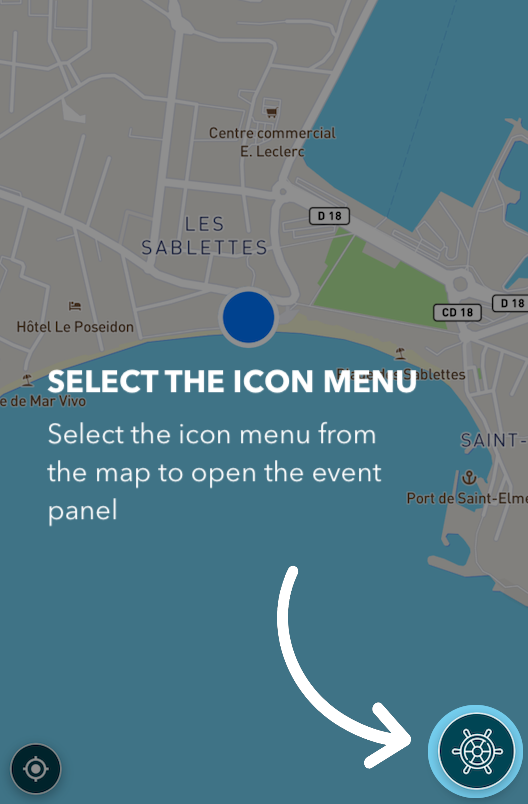 Centre commercial
E. Leclerc
D 18
LES
SABLETTES
D 18
CD 18
Hôtel Le Poseidon
Sablettes
SELECT THE ICON MENU
e de Mar Vivo
Select the icon menu from
the map to open the event
panel
SAINT-
Port de Saint-Elme